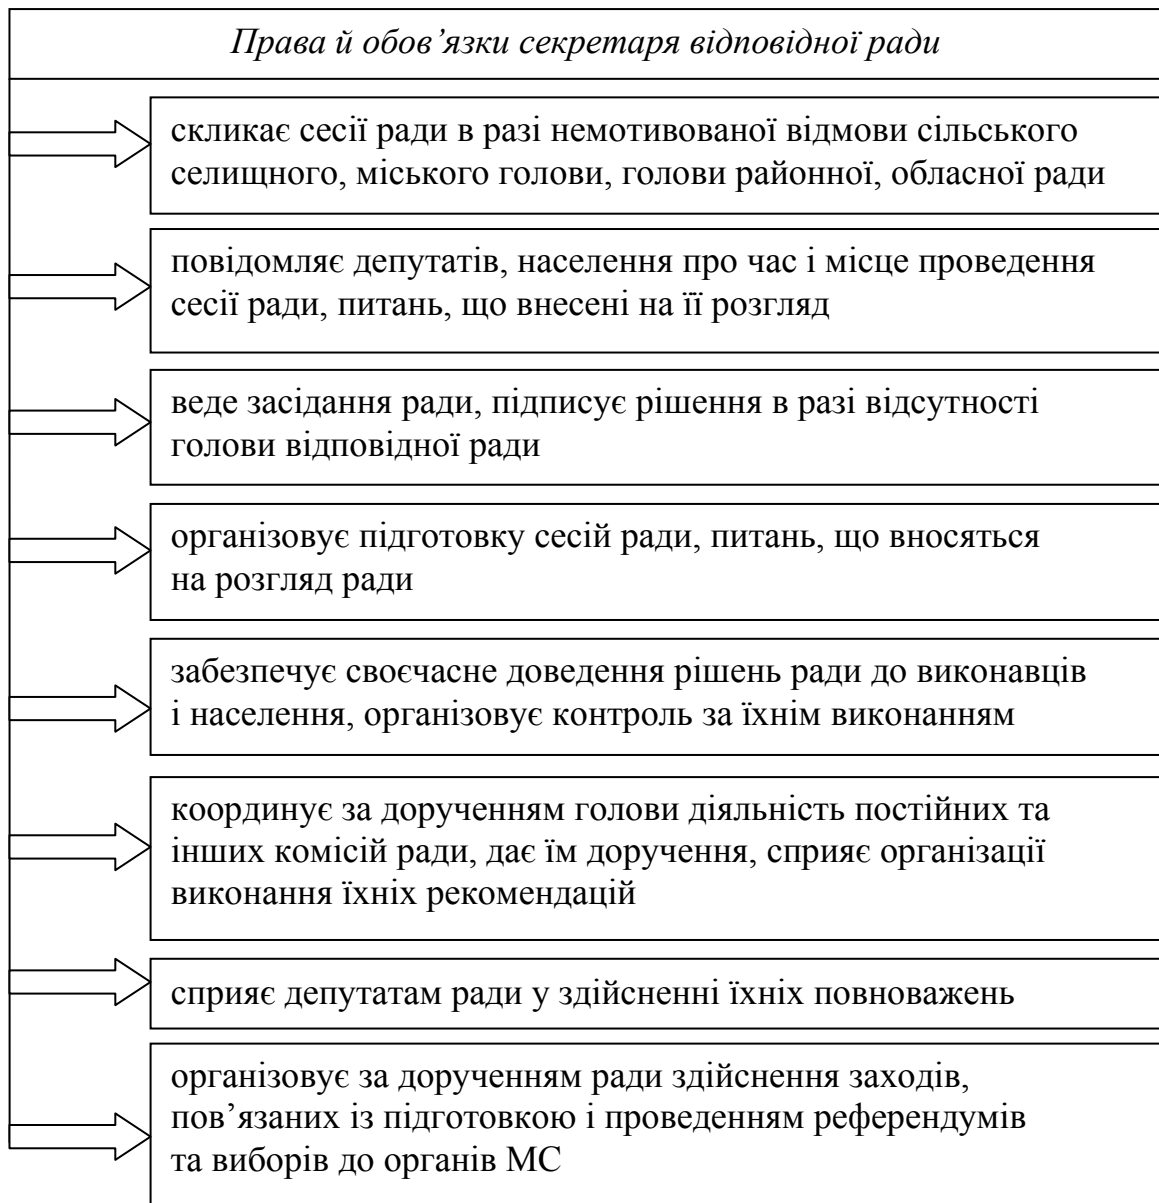 Права й обов’язки секретаря відповідної ради
скликає сесії ради в разі немотивованої відмови сільського
селищного, міського голови, голови районної, обласної ради
повідомляє депутатів, населення про час і місце проведення
сесії ради, питань, що внесені на її розгляд
веде засідання ради, підписує рішення в разі відсутності
голови відповідної ради
організовує підготовку сесій ради, питань, що вносяться
на розгляд ради
забезпечує своєчасне доведення рішень ради до виконавців
і населення, організовує контроль за їхнім виконанням
координує за дорученням голови діяльність постійних та
інших комісій ради, дає їм доручення, сприяє організації
виконання їхніх рекомендацій
сприяє депутатам ради у здійсненні їхніх повноважень
організовує за дорученням ради здійснення заходів,
пов’язаних із підготовкою і проведенням референдумів
та виборів до органів МС